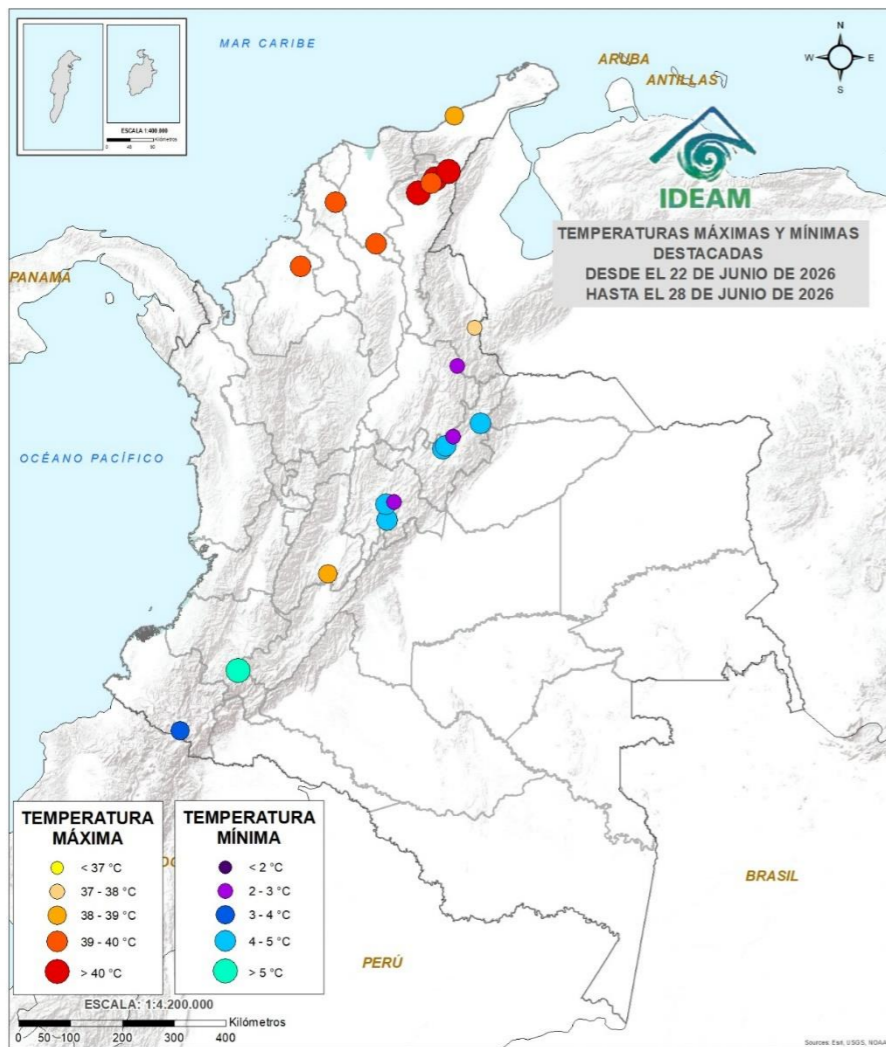 MAR CARIBE
ARUBA
ANTILLAS
N
W
E
S
ESCALA 1:400.000
Kilómetros
IDEAM
TEMPERATURAS MÁXIMAS Y MÍNIMAS
DESTACADAS
DESDE EL 22 DE JUNIO DE 2026
HASTA EL 28 DE JUNIO DE 2026
PANAMÁ
OCÉANO PACÍFICO
TEMPERATURA
MÁXIMA
< 37 °C
37 - 38 °C
38 - 39 °C
39 - 40 °C
> 40 °C
TEMPERATURA
MÍNIMA
< 2 °C
2 - 3 °C
3 - 4 °C
4 - 5 °C
> 5 °C
BRASIL
PERÚ
ESCALA: 1:4.200.000
Kilómetros
0 50 100 200 300 400
Sources: Esri, USGS, NOAA